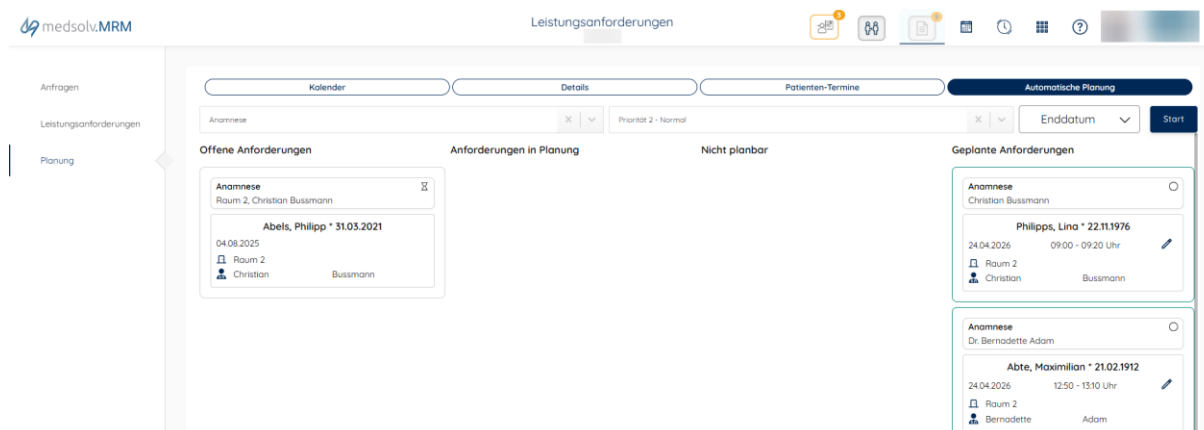 medsolv.MRM
Leistungsanforderungen
3
Anfragen
Leistungsanforderungen
Planung
Kalender
Details
Patienten-Termine
Automatische Planung
Anamnese
Priorität 2 - Normal
Enddatum
Start
Offene Anforderungen
Anforderungen in Planung
Nicht planbar
Geplante Anforderungen
Anamnese
Raum 2, Christian Bussmann
Abels, Philipp * 31.03.2021
04.08.2025
Raum 2
Christian Bussmann
Anamnese
Christian Bussmann
Philipps, Lina * 22.11.1976
24.04.2026 09:00 - 09:20 Uhr
Raum 2
Christian Bussmann
Anamnese
Dr. Bernadette Adam
Abte, Maximilian * 21.02.1912
24.04.2026 12:50 - 13:10 Uhr
Raum 2
Bernadette Adam